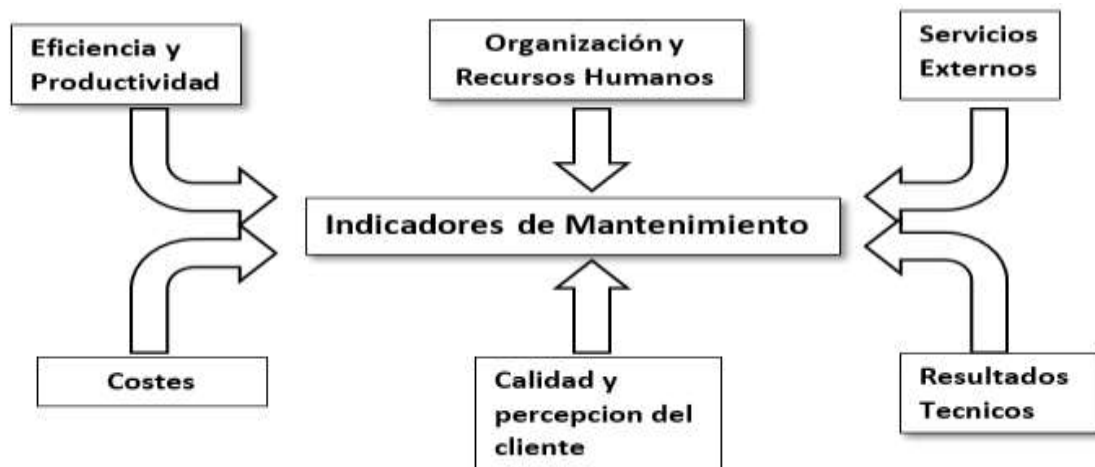 Eficiencia y
Productividad
Organización y
Recursos Humanos
Servicios
Externos
Indicadores de Mantenimiento
Costes
Calidad y
percepcion del
cliente
Resultados
Tecnicos